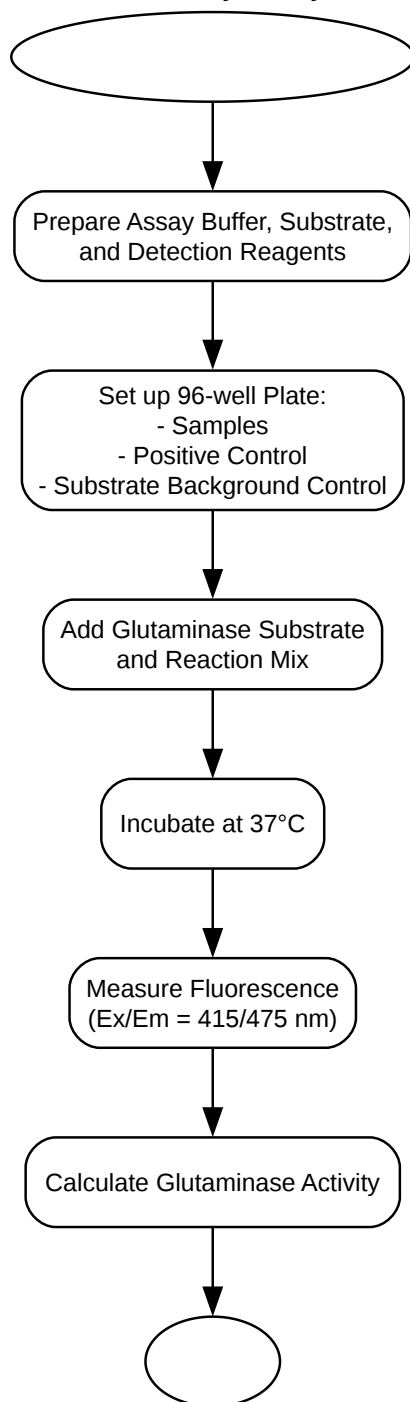 Prepare Assay Buffer, Substrate,
and Detection Reagents
Set up 96-well Plate:
- Samples
- Positive Control
- Substrate Background Control
Add Glutaminase Substrate
and Reaction Mix
Incubate at 37°C
Measure Fluorescence
(Ex/Em = 415/475 nm)
Calculate Glutaminase Activity